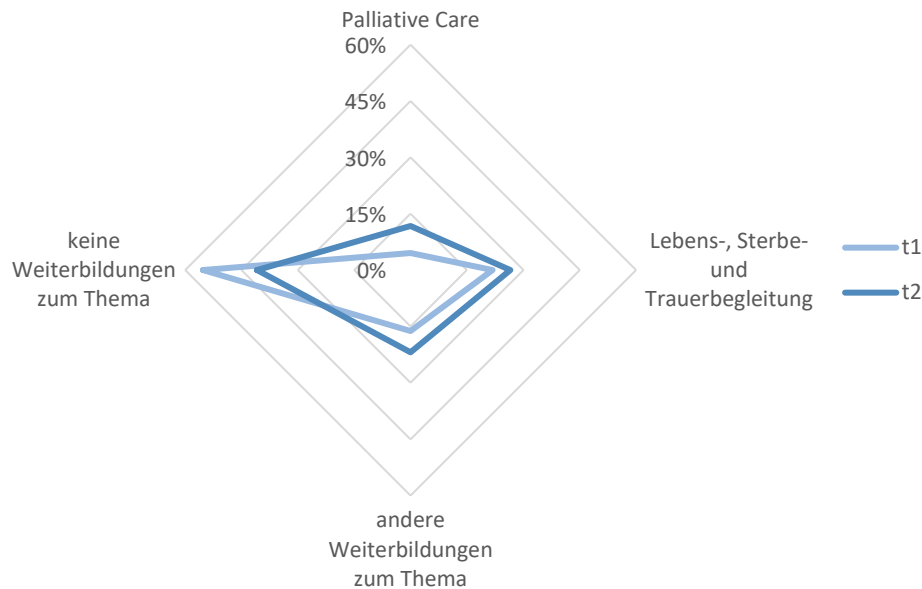 Palliative Care
60%
45%
30%
15%
0%
Lebens-, Sterbe-
und
Trauerbegleitung
andere
Weiterbildungen
zum Thema
keine
Weiterbildungen
zum Thema
t1
t2